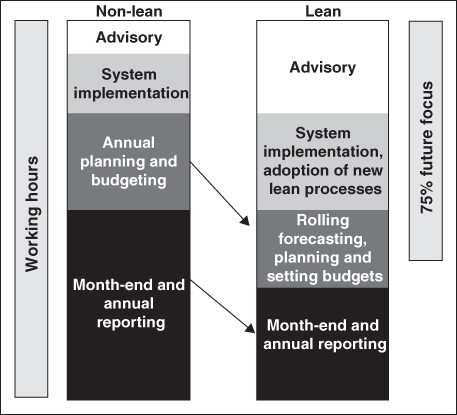 Non-lean
Lean
Working hours
Advisory
System
implementation
Annual
planning and
budgeting
Month-end and
annual
reporting
Advisory
System
implementation,
adoption of new
lean processes
Rolling
forecasting,
planning and
setting budgets
Month-end and
annual reporting
75% future focus